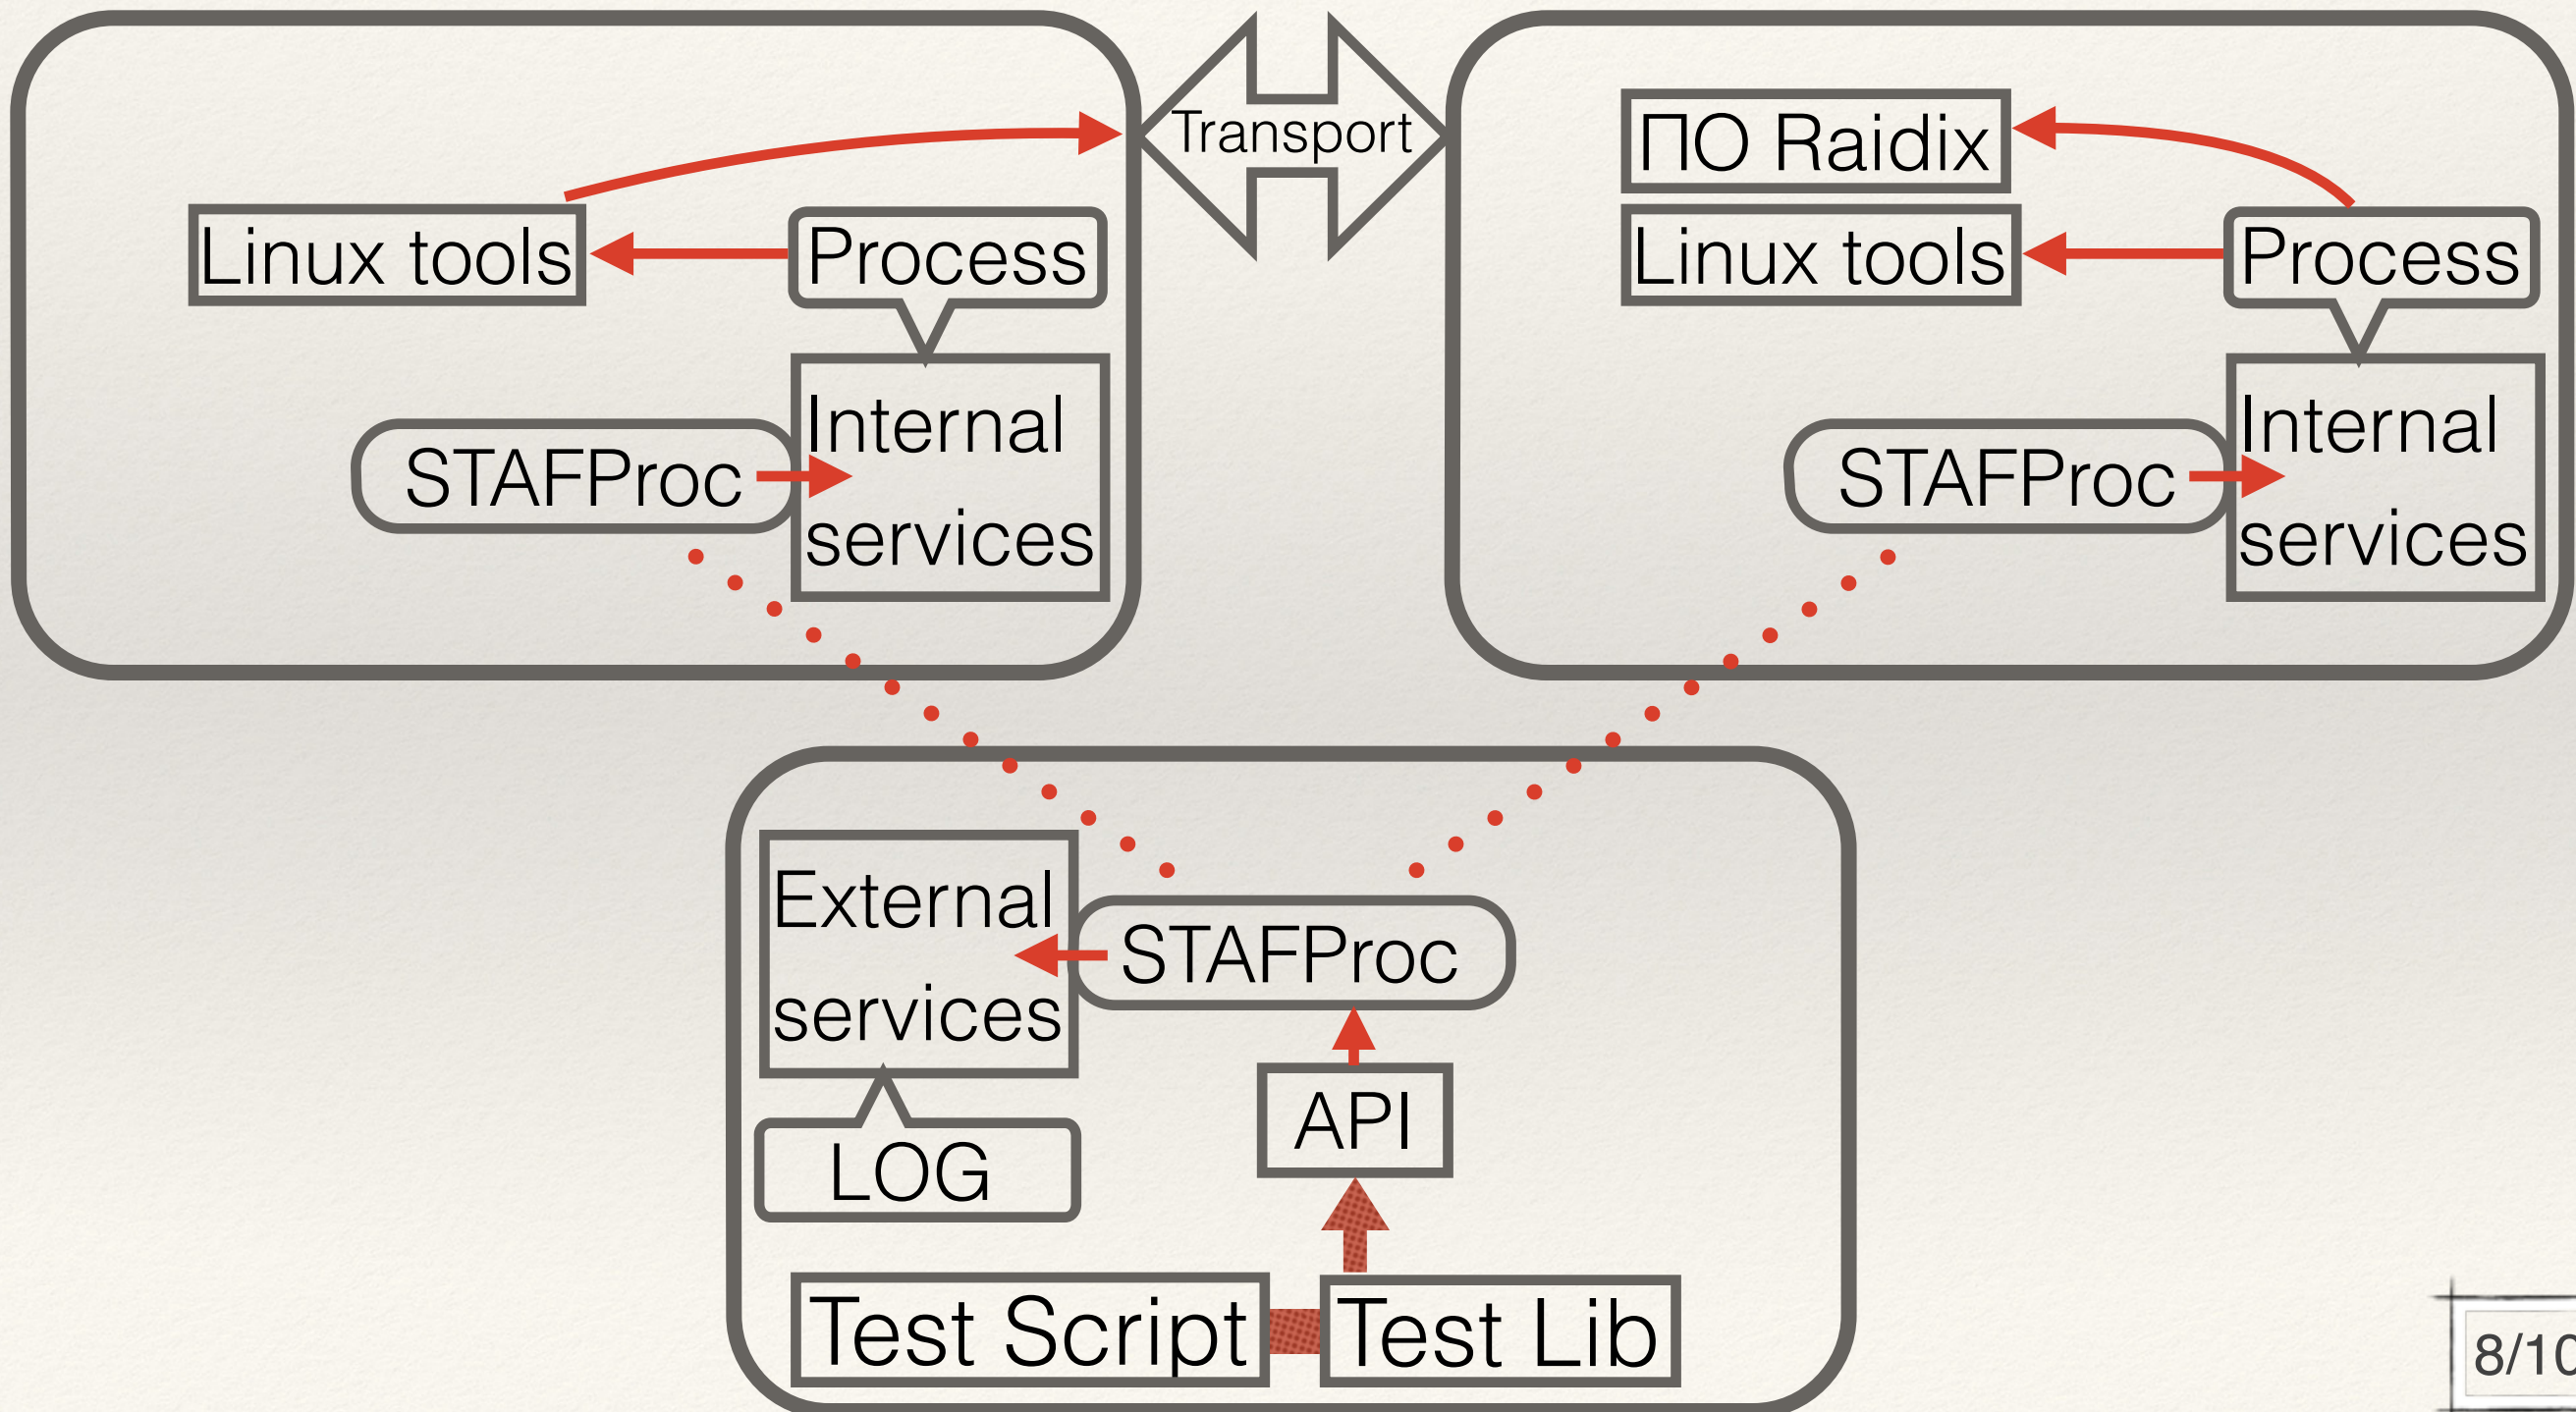 Transport
Linux tools
Process
Internal
services
STAFProc
ПО Raidix
Linux tools
Process
Internal
services
STAFProc
External
services
STAFProc
LOG
API
Test Script
Test Lib
8/10